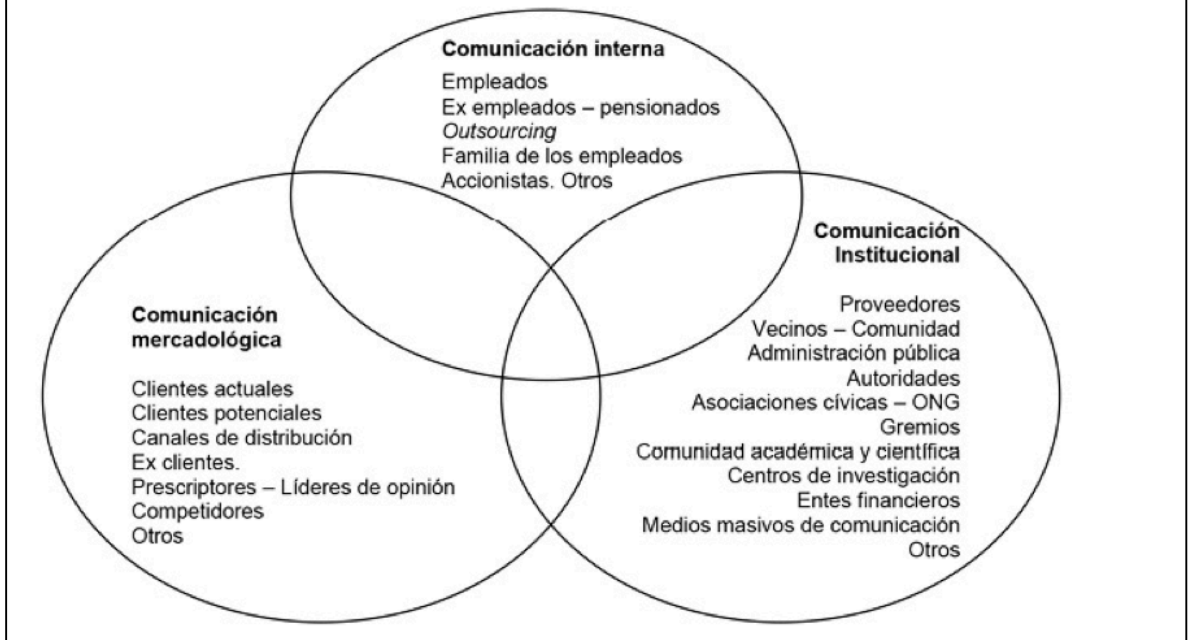 Comunicación interna
Empleados
Ex empleados – pensionados
Outsourcing
Familia de los empleados
Accionistas. Otros
Comunicación
mercadológica
Clientes actuales
Clientes potenciales
Canales de distribución
Ex clientes.
Prescriptores – Líderes de opinión
Competidores
Otros
Comunicación
Institucional
Proveedores
Vecinos – Comunidad
Administración pública
Autoridades
Asociaciones cívicas – ONG
Gremios
Comunidad académica y científica
Centros de investigación
Entes financieros
Medios masivos de comunicación
Otros